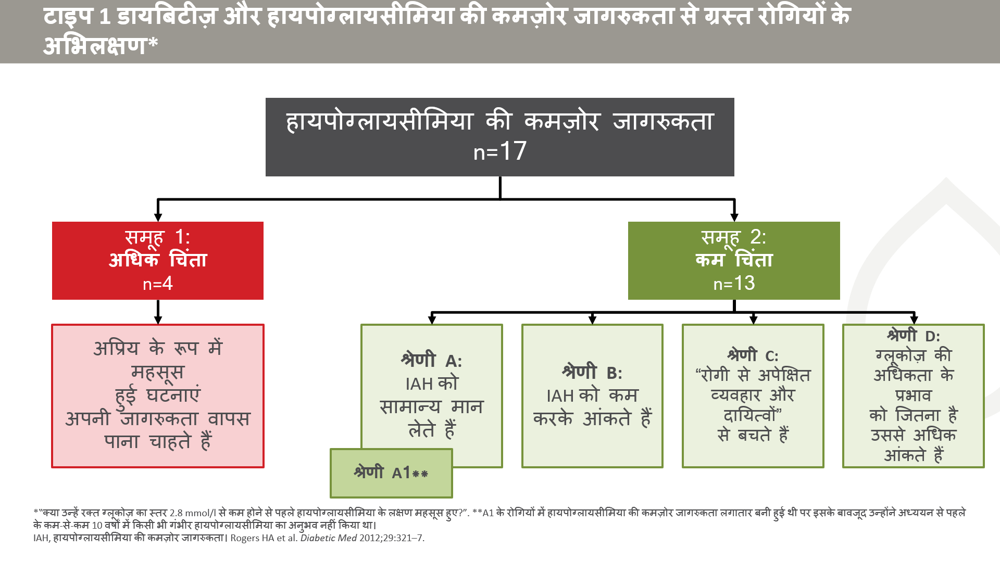 टाइप 1 डायबिटीज़ और हायपोग्लायसीमिया की कमज़ोर जागरुकता से ग्रस्त रोगियों के
अभिलक्षण*
हायपोग्लायसीमिया की कमज़ोर जागरुकता
n=17
समूह 1:
अधिक चिंता
n=4
समूह 2:
कम चिंता
n=13
अप्रिय के रूप में
महसूस
हुई घटनाएं
अपनी जागरुकता वापस
पाना चाहते हैं
श्रेणी A:
IAH को
सामान्य मान
लेते हैं
श्रेणी A1**
श्रेणी B:
IAH को कम
करके आंकते हैं
श्रेणी C:
“रोगी से अपेक्षित
व्यवहार और
दायित्वों”
से बचते हैं
श्रेणी D:
ग्लूकोज़ की
अधिकता के
प्रभाव
को जितना है
उससे अधिक
आंकते हैं
*“क्या उन्हें रक्त ग्लूकोज़ का स्तर 2.8 mmol/l से कम होने से पहले हायपोग्लायसीमिया के लक्षण महसूस हुए?”. **A1 के रोगियों में हायपोग्लायसीमिया की कमज़ोर जागरुकता लगातार बनी हुई थी पर इसके बावजूद उन्होंने अध्ययन से पहले
के कम-से-कम 10 वर्षों में किसी भी गंभीर हायपोग्लायसीमिया का अनुभव नहीं किया था।
IAH, हायपोग्लायसीमिया की कमज़ोर जागरुकता। Rogers HA et al. Diabetic Med 2012;29:321–7.